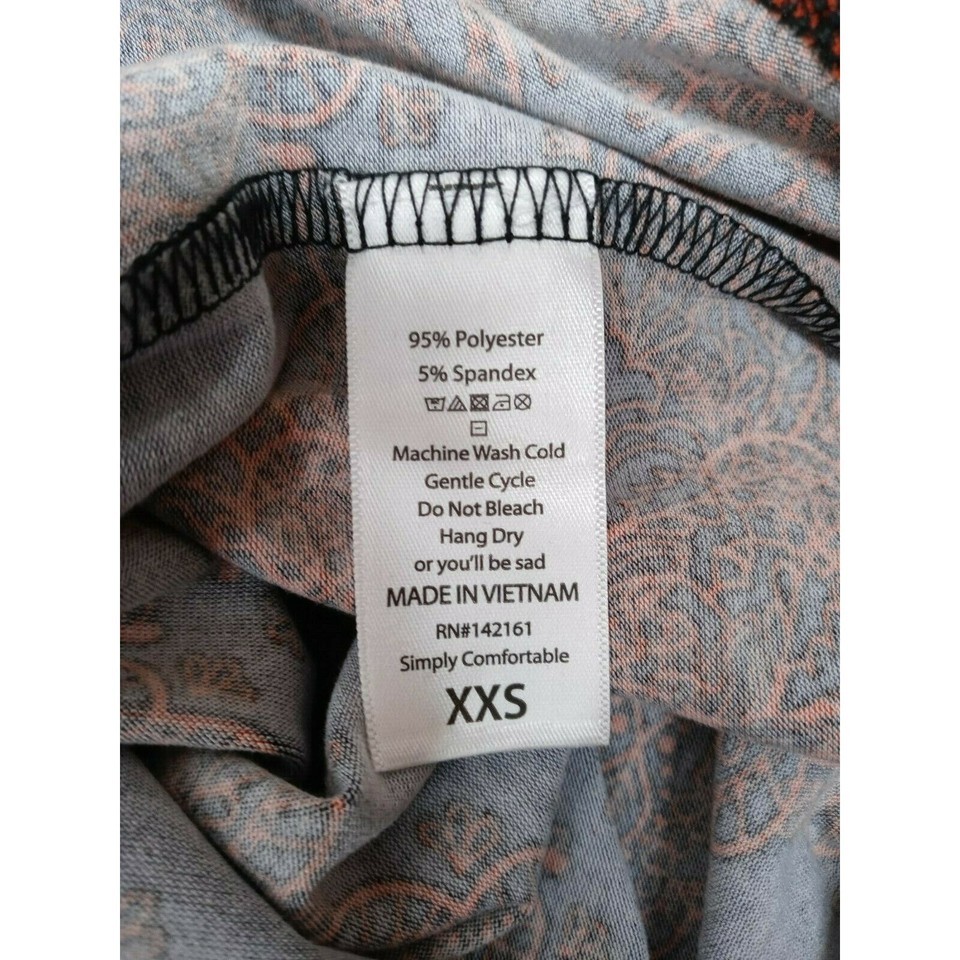 95% Polyester
5% Spandex
Machine Wash Cold
Gentle Cycle
Do Not Bleach
Hang Dry
or you'll be sad
MADE IN VIETNAM
RN#142161
Simply Comfortable
XXS